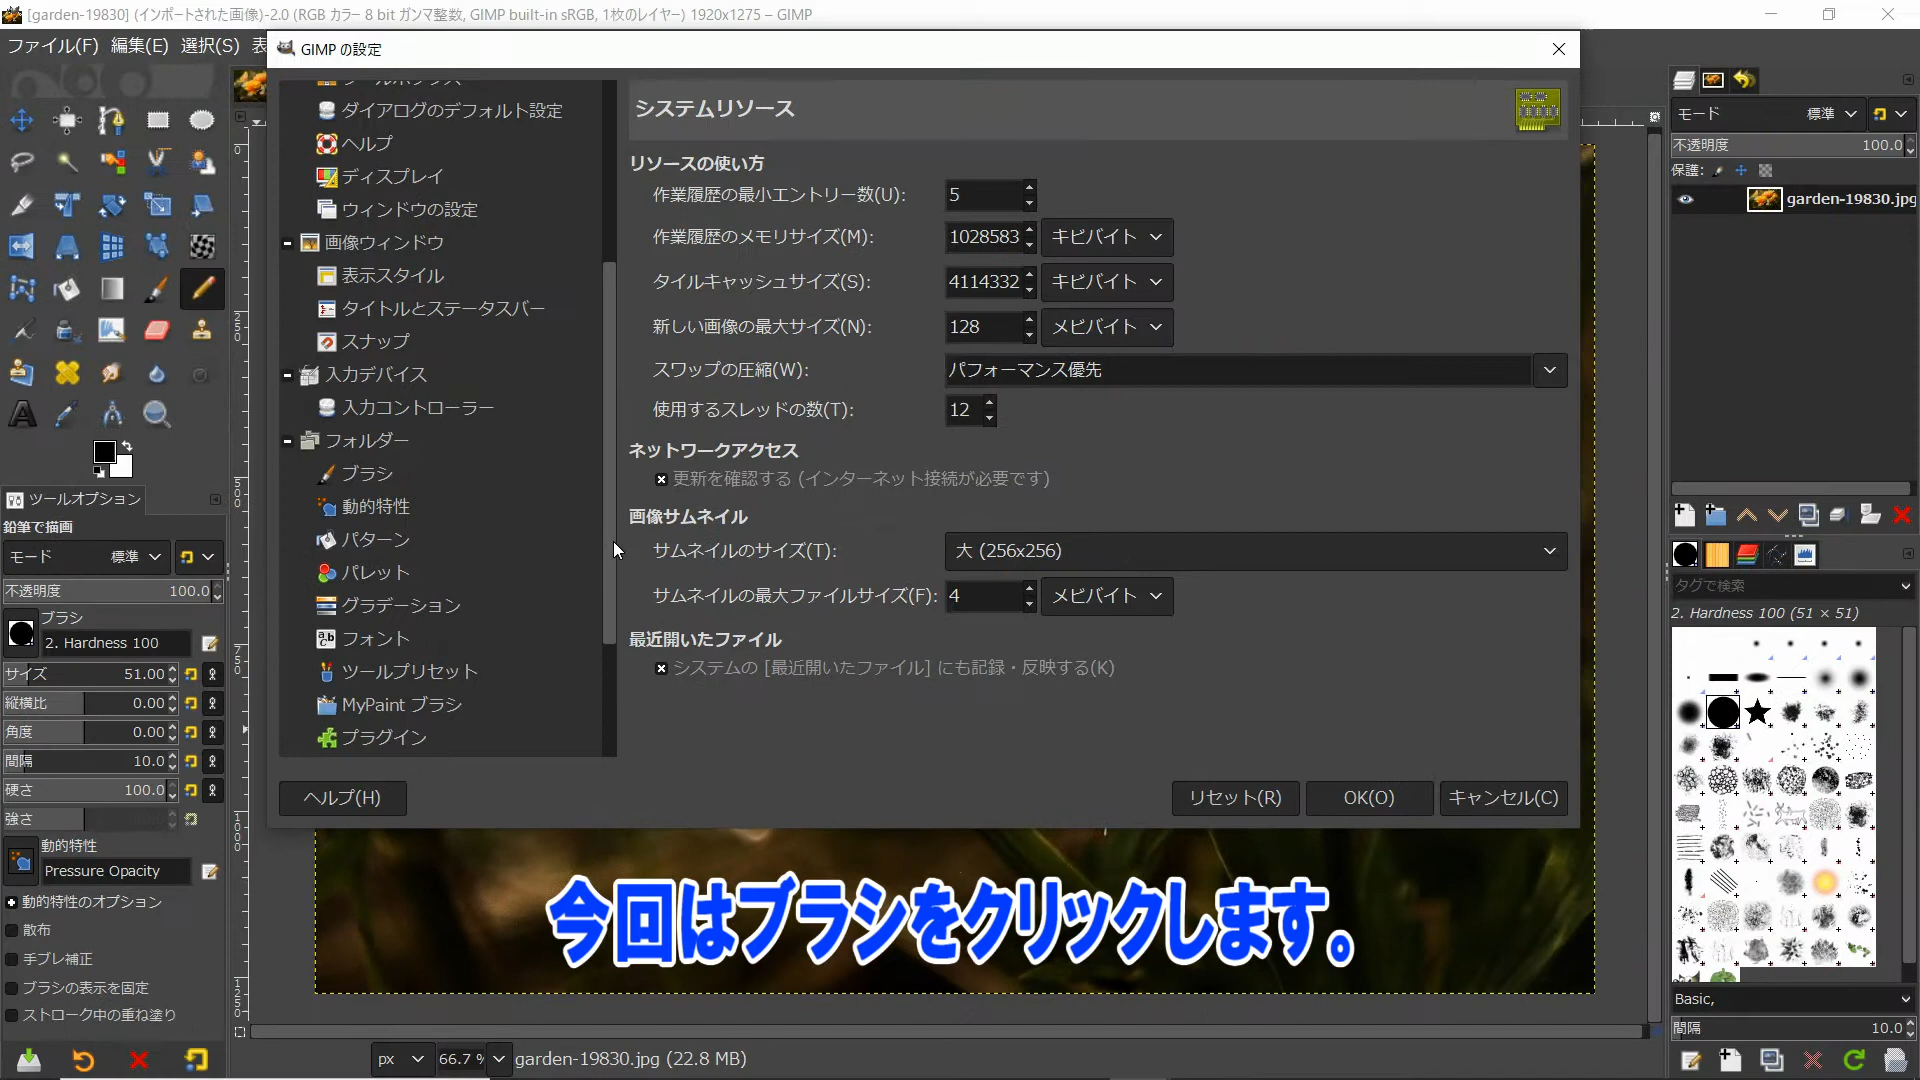 [garden-19830] (インポートされた画像)-2.0 (RGB カラー 8 bit ガンマ整数, GIMP built-in sRGB, 1枚のレイヤー) 1920x1275 – GIMP
ファイル(F) 編集(E) 選択(S) 表
GIMP の設定
ダイアログのデフォルト設定
ヘルプ
ディスプレイ
ウィンドウの設定
画像ウィンドウ
表示スタイル
タイトルとステータスバー
スナップ
入力デバイス
入力コントローラー
フォルダー
ブラシ
動的特性
パターン
パレット
グラデーション
フォント
ツールプリセット
MyPaint ブラシ
プラグイン
システムリソース
リソースの使い方
作業履歴の最小エントリー数(U): 5
作業履歴のメモリサイズ(M): 1028583 キビバイト
タイルキャッシュサイズ(S): 4114332 キビバイト
新しい画像の最大サイズ(N): 128 メビバイト
スワップの圧縮(W): パフォーマンス優先
使用するスレッドの数(T): 12
ネットワークアクセス
更新を確認する (インターネット接続が必要です)
画像サムネイル
サムネイルのサイズ(T): 大 (256x256)
サムネイルの最大ファイルサイズ(F): 4 メビバイト
最近開いたファイル
システムの [最近開いたファイル] にも記録・反映する(K)
ヘルプ(H) リセット(R) OK(O) キャンセル(C)
ツールオプション
鉛筆で描画
モード 標準
不透明度 100.0
ブラシ
2. Hardness 100
サイズ 51.00
縦横比 0.00
角度 0.00
間隔 10.0
硬さ 100.0
強さ
動的特性
Pressure Opacity
動的特性のオプション
散布
手ブレ補正
ブラシの表示を固定
ストローク中の重ね塗り
0
250
500
750
1000
1250
今回はブラシをクリックします。
px 66.7 % garden-19830.jpg (22.8 MB)
モード 標準
不透明度 100.0
保護:
garden-19830.jpg
タグで検索
2. Hardness 100 (51 × 51)
Basic,
間隔 10.0